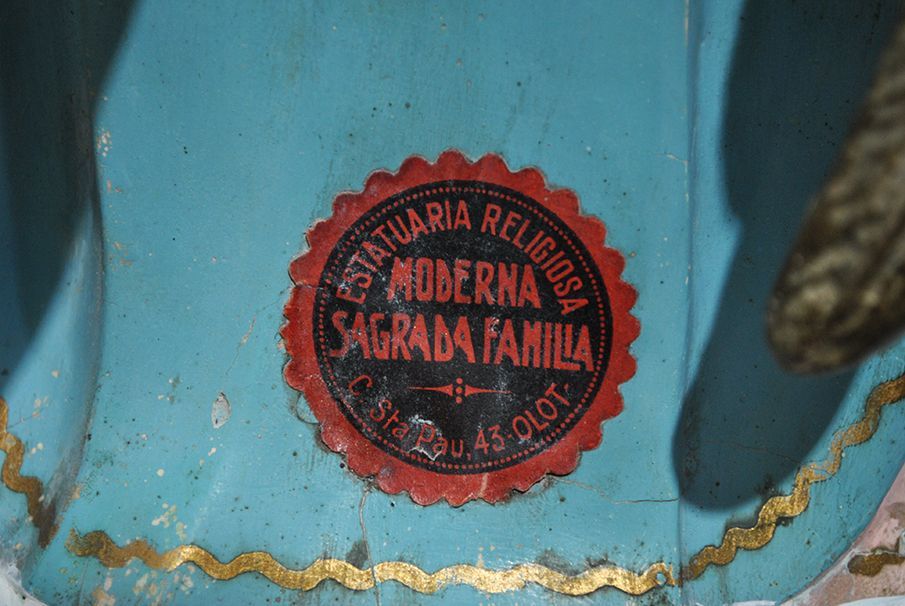 ESTATUARIA RELIGIOSA
MODERNA
SAGRADA FAMILIA
C. Sta Pau, 43-OLOT-